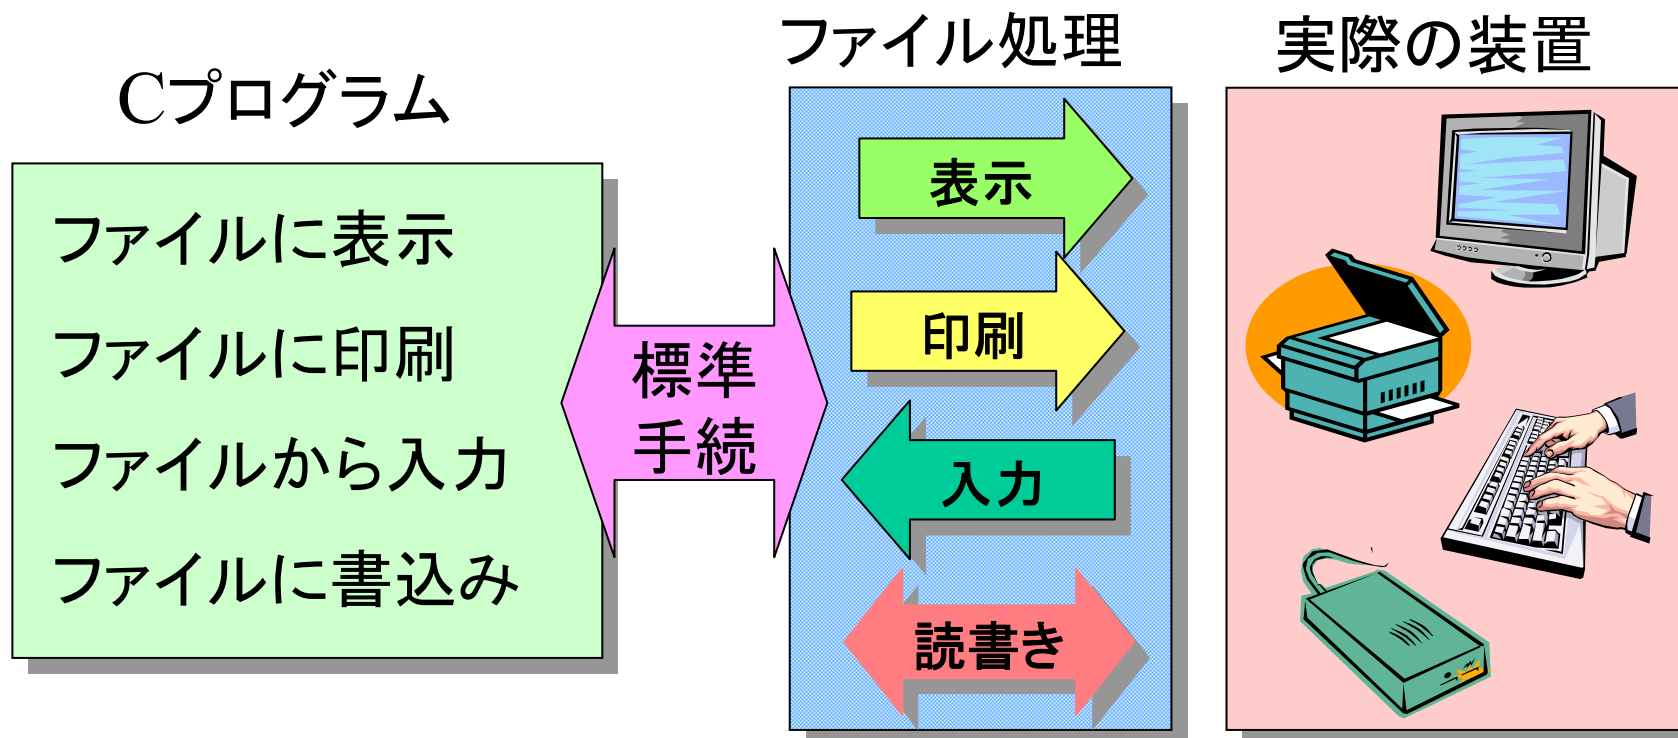 Cプログラム
ファイルに表示
ファイルに印刷
ファイルから入力
ファイルに書込み
標準
手続
ファイル処理
表示
印刷
入力
読書き
実際の装置